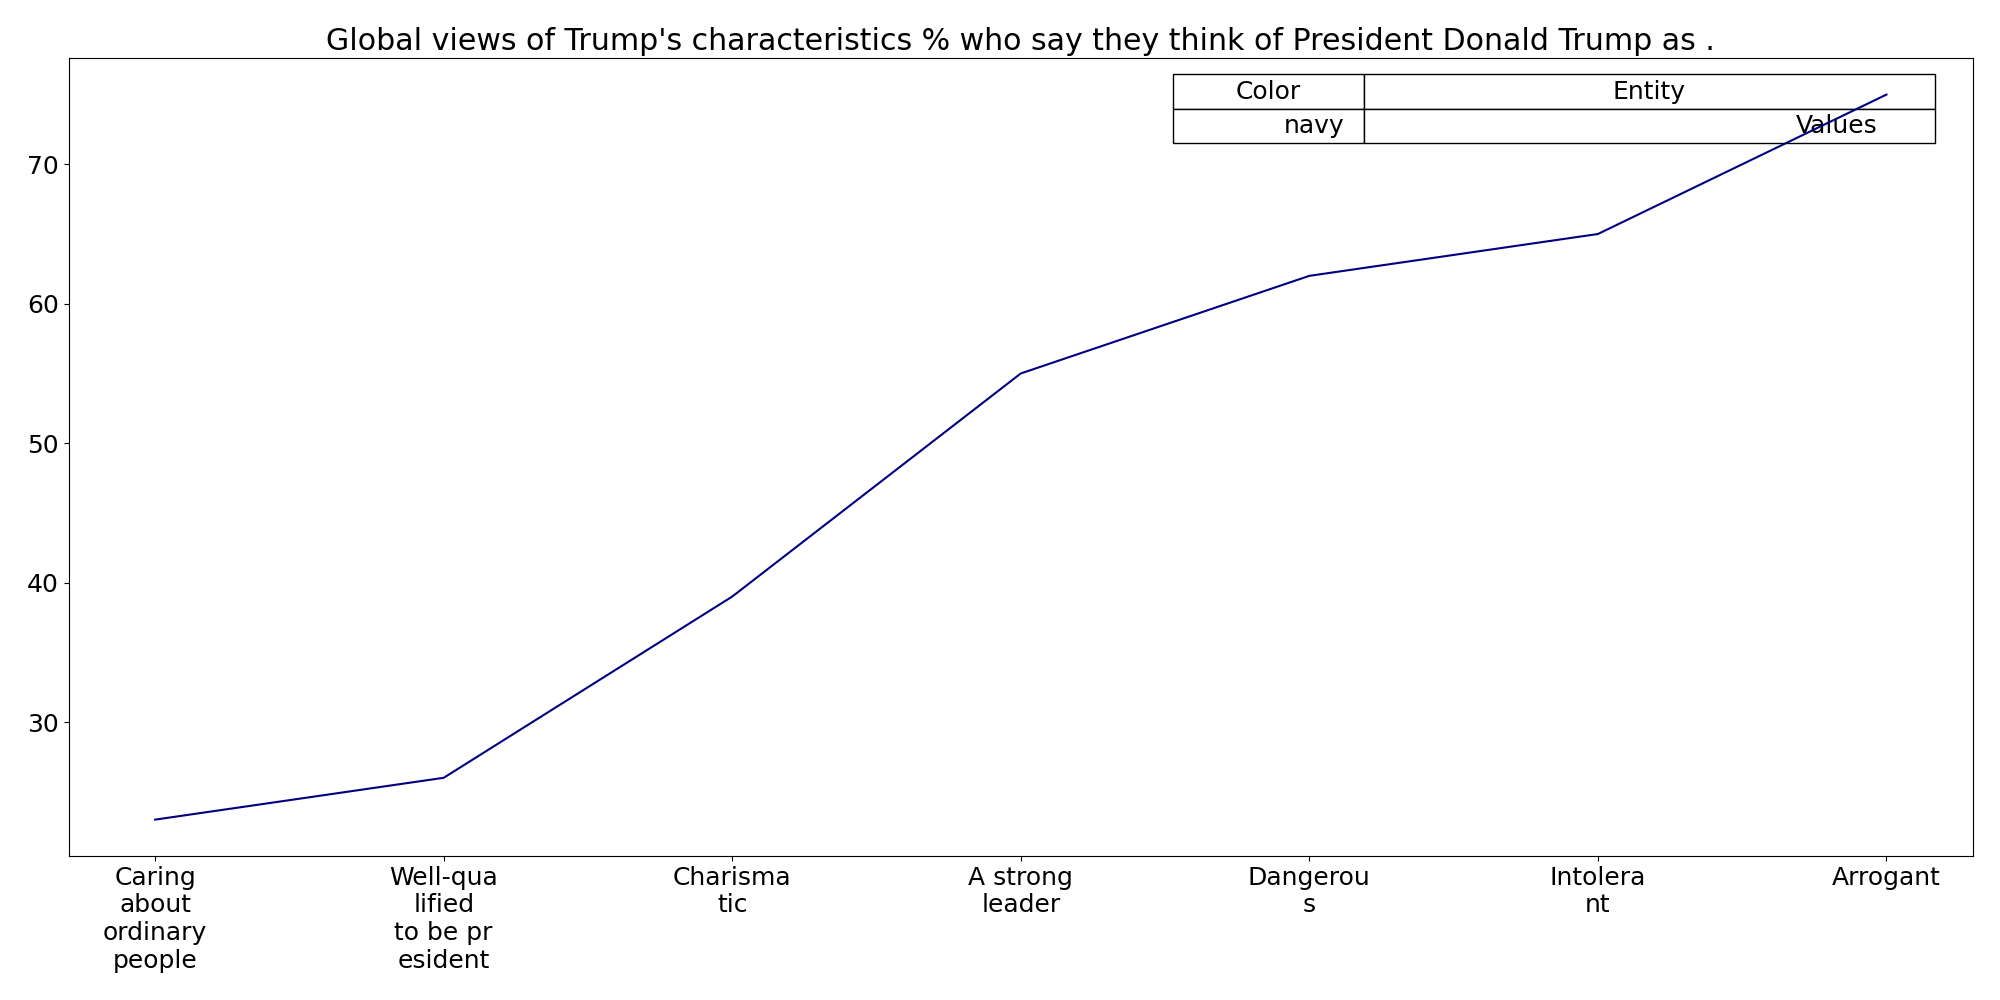 Global views of Trump's characteristics % who say they think of President Donald Trump as .
Color Entity
navy Values
70
60
50
40
30
Caring
about
ordinary
people
Well-qua
lified
to be pr
esident
Charisma
tic
A strong
leader
Dangerou
s
Intolera
nt
Arrogant